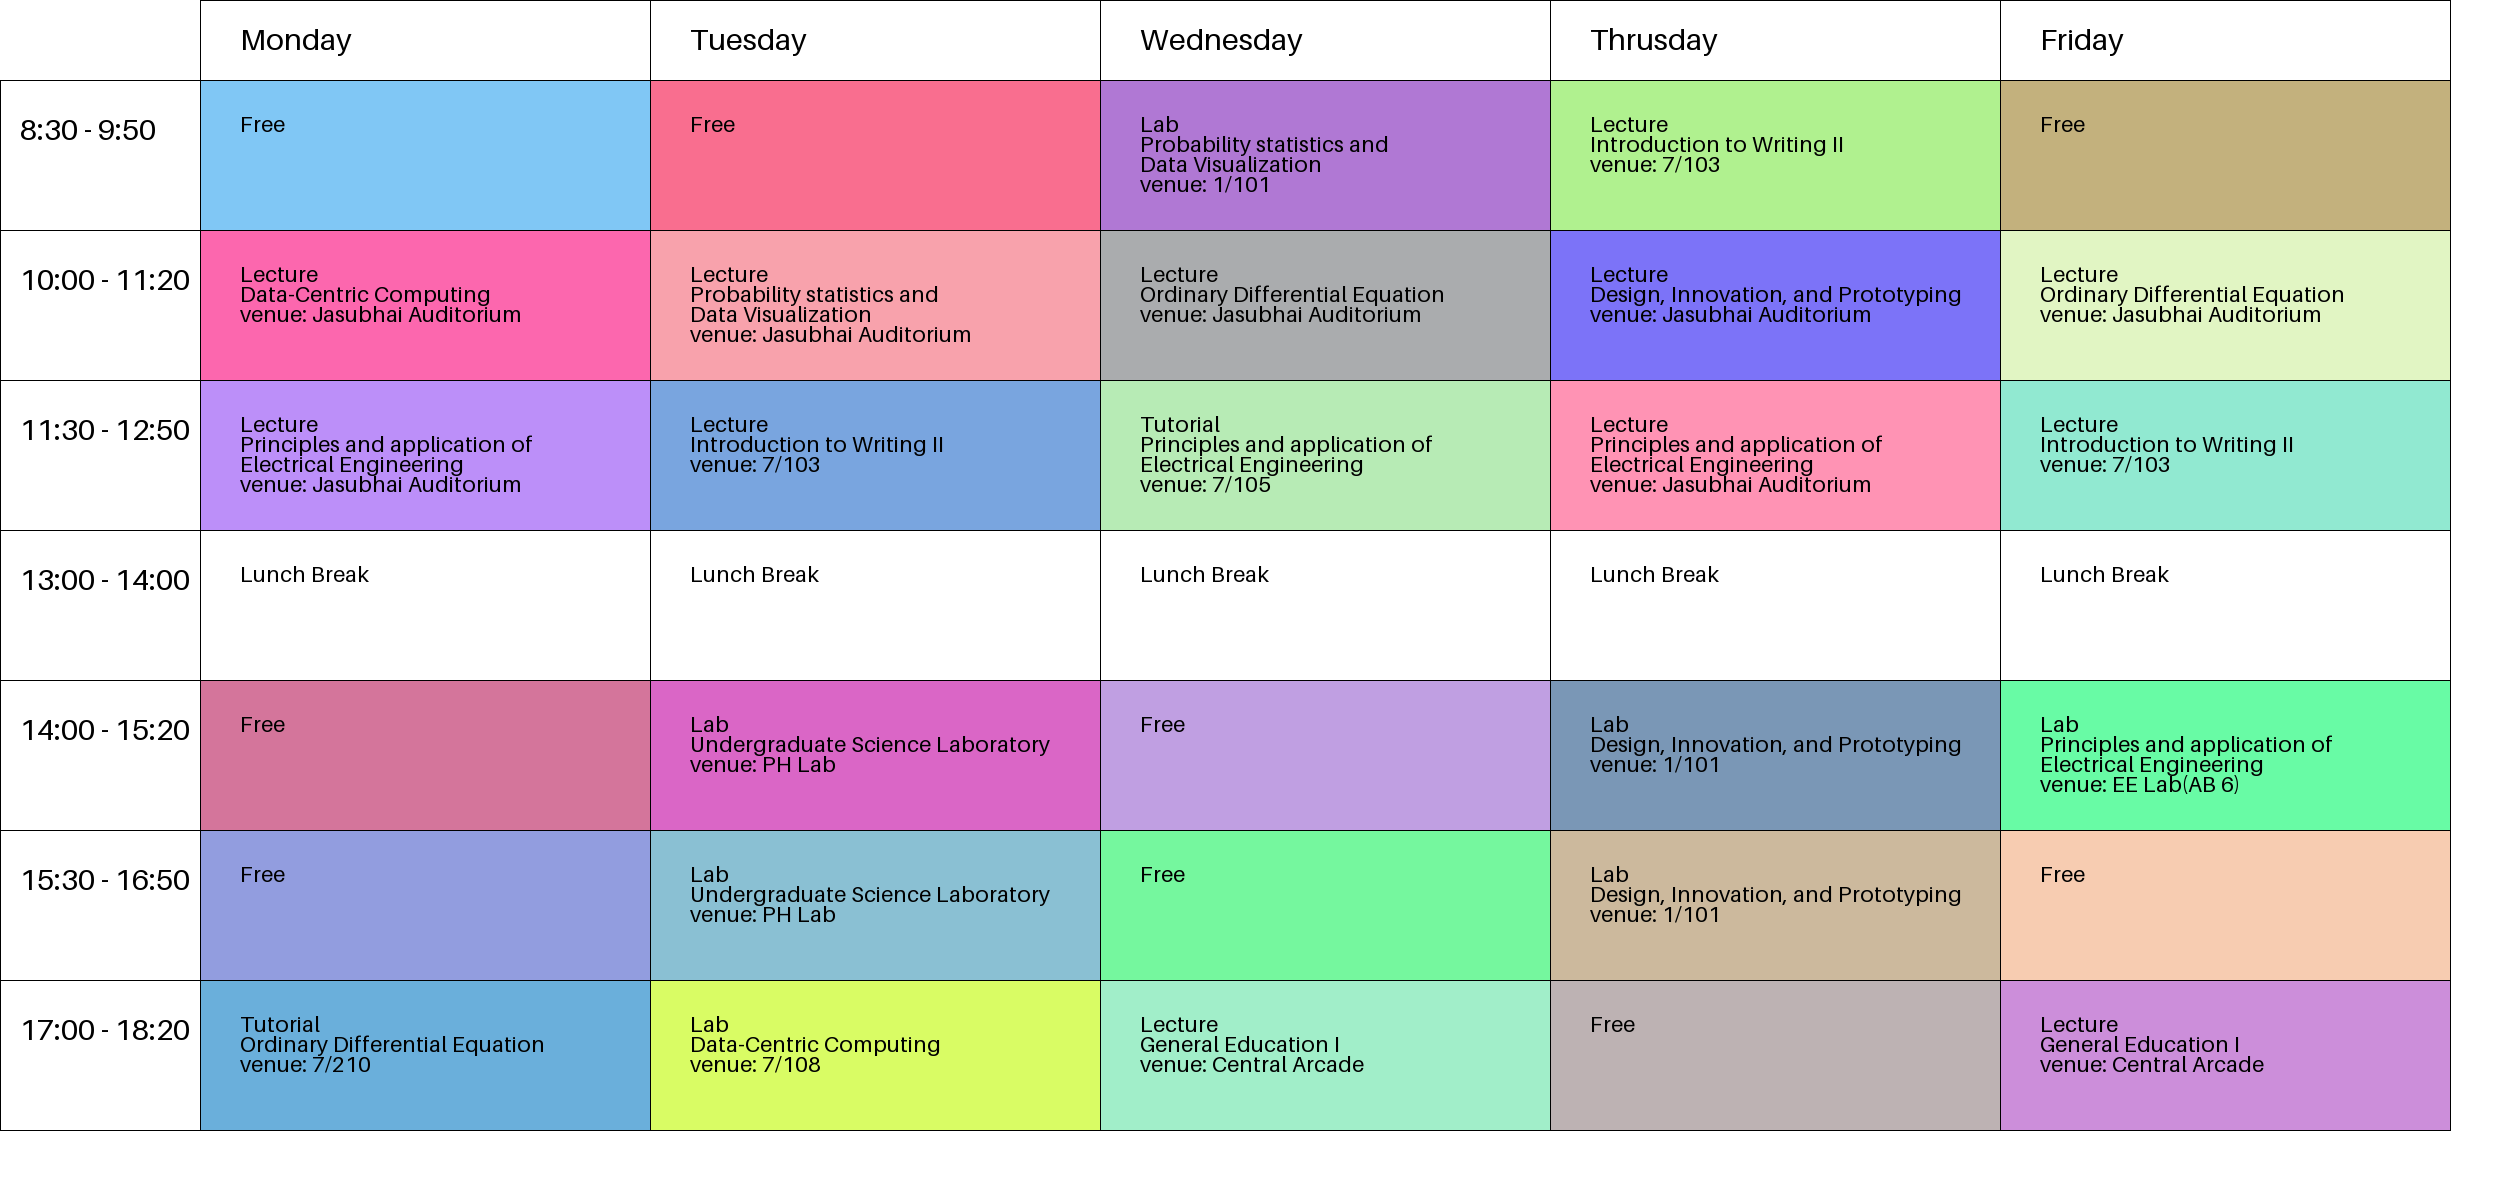 Monday
Tuesday
Wednesday
Thrusday
Friday
8:30 - 9:50
Free
Free
Lab
Probability statistics and
Data Visualization
venue: 1/101
Lecture
Introduction to Writing II
venue: 7/103
Free
10:00 - 11:20
Lecture
Data-Centric Computing
venue: Jasubhai Auditorium
Lecture
Probability statistics and
Data Visualization
venue: Jasubhai Auditorium
Lecture
Ordinary Differential Equation
venue: Jasubhai Auditorium
Lecture
Design, Innovation, and Prototyping
venue: Jasubhai Auditorium
Lecture
Ordinary Differential Equation
venue: Jasubhai Auditorium
11:30 - 12:50
Lecture
Principles and application of
Electrical Engineering
venue: Jasubhai Auditorium
Lecture
Introduction to Writing II
venue: 7/103
Tutorial
Principles and application of
Electrical Engineering
venue: 7/105
Lecture
Principles and application of
Electrical Engineering
venue: Jasubhai Auditorium
Lecture
Introduction to Writing II
venue: 7/103
13:00 - 14:00
Lunch Break
Lunch Break
Lunch Break
Lunch Break
Lunch Break
14:00 - 15:20
Free
Lab
Undergraduate Science Laboratory
venue: PH Lab
Free
Lab
Design, Innovation, and Prototyping
venue: 1/101
Lab
Principles and application of
Electrical Engineering
venue: EE Lab(AB 6)
15:30 - 16:50
Free
Lab
Undergraduate Science Laboratory
venue: PH Lab
Free
Lab
Design, Innovation, and Prototyping
venue: 1/101
Free
17:00 - 18:20
Tutorial
Ordinary Differential Equation
venue: 7/210
Lab
Data-Centric Computing
venue: 7/108
Lecture
General Education I
venue: Central Arcade
Free
Lecture
General Education I
venue: Central Arcade